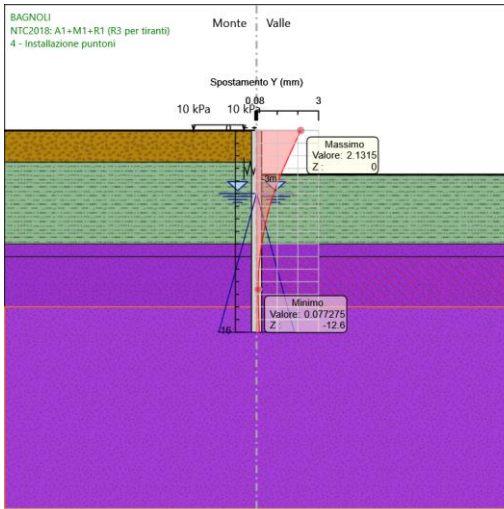 BAGNOLI
NTC2018: A1+M1+R1 (R3 per tiranti)
4 - Installazione puntoni
Monte Valle
Spostamento Y (mm)
0.08 3
10 kPa 10 kPa 0
Massimo
Valore: 2.1315
Z : 0
-3m
Minimo
Valore: 0.077275
Z : -12.6
-16